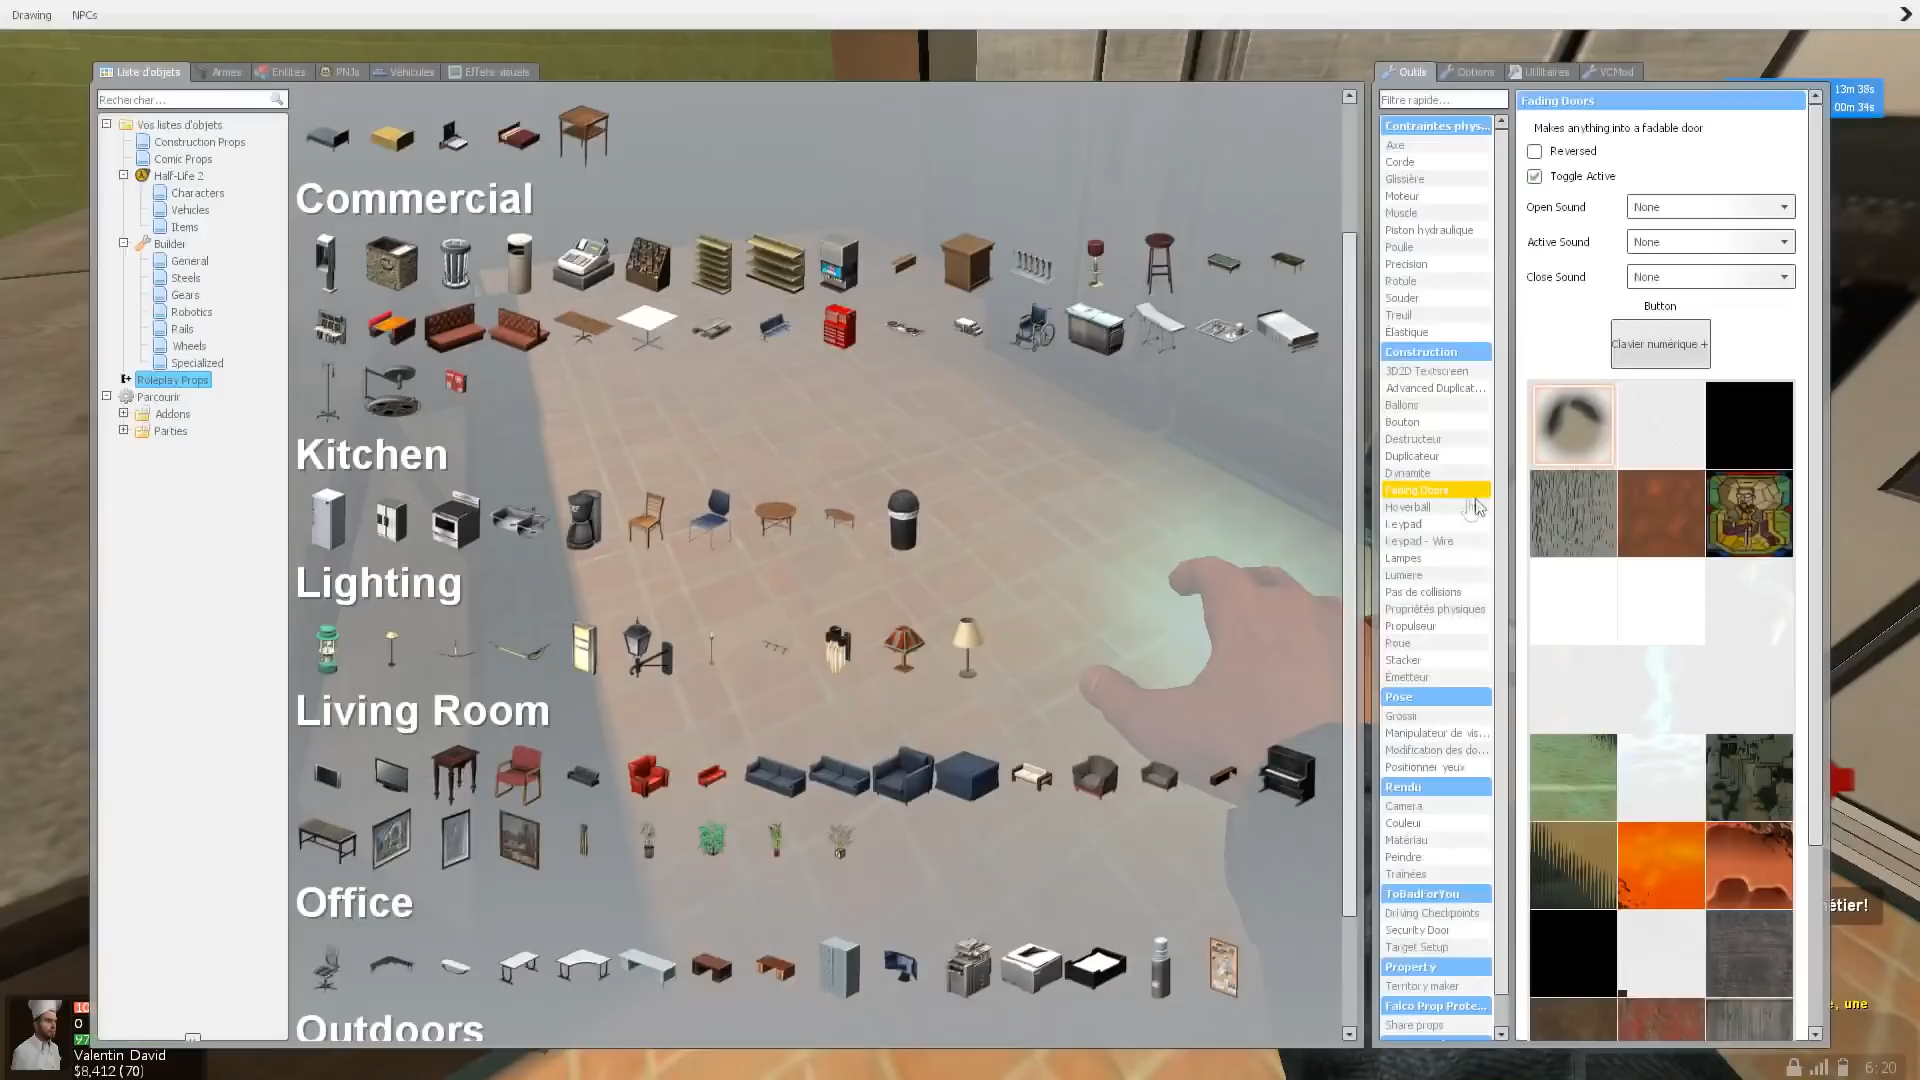 Drawing NPCs
Liste d'objets Armes Entités PNJs Véhicules Effets visuels
Rechercher...
Vos listes d'objets
Construction Props
Comic Props
Half-Life 2
Characters
Vehicles
Items
Builder
General
Steels
Gears
Robotics
Rails
Wheels
Specialized
Roleplay Props
Parcourir
Addons
Parties
Commercial
Kitchen
Lighting
Living Room
Office
Outdoors
Outils Options Utilitaires VCMod
Filtre rapide...
Contraintes phys...
Axe
Corde
Glissière
Moteur
Muscle
Piston hydraulique
Poulie
Precision
Rotule
Souder
Treuil
Élastique
Construction
3D2D Textscreen
Advanced Duplicat...
Ballons
Bouton
Destructeur
Duplicateur
Dynamite
Fading Doors
Hoverball
Keypad
Keypad - Wire
Lampes
Lumière
Pas de collisions
Propriétés physiques
Propulseur
Roue
Stacker
Émetteur
Pose
Grossir
Manipulateur de vis...
Modification des do...
Positionner yeux
Rendu
Camera
Couleur
Matériau
Peindre
Traînées
ToBadForYou
Driving Checkpoints
Security Door
Target Setup
Property
Territory maker
Falco Prop Prote...
Share props
Fading Doors
Makes anything into a fadable door
Reversed
Toggle Active
Open Sound None
Active Sound None
Close Sound None
Button
Clavier numérique +
13m 38s
00m 34s
étier!
, une
10
0
97
Valentin David
$8,412 (70)
6:20